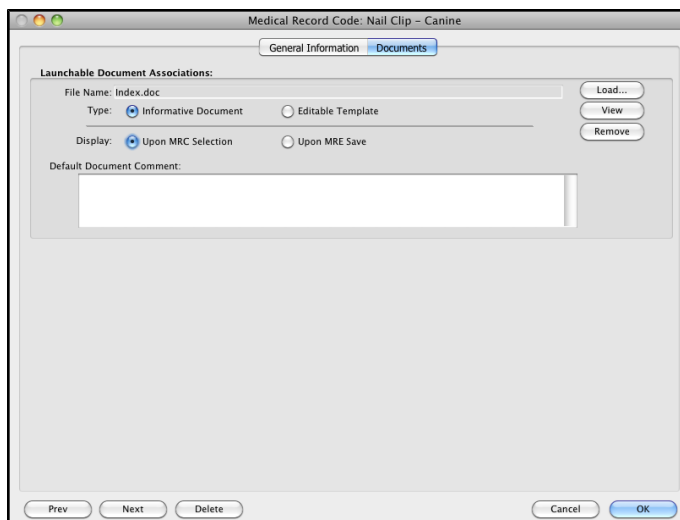 Medical Record Code: Nail Clip – Canine
General Information Documents
Launchable Document Associations:
File Name: Index.doc Load...
Type: Informative Document Editable Template View
Remove
Display: Upon MRC Selection Upon MRE Save
Default Document Comment:
Prev Next Delete Cancel OK